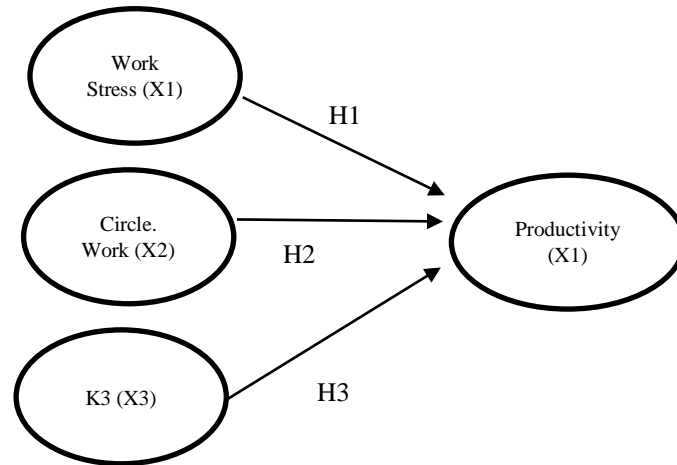 Work
Stress (X1)
H1
Circle.
Work (X2)
H2
Productivity
(X1)
K3 (X3)
H3